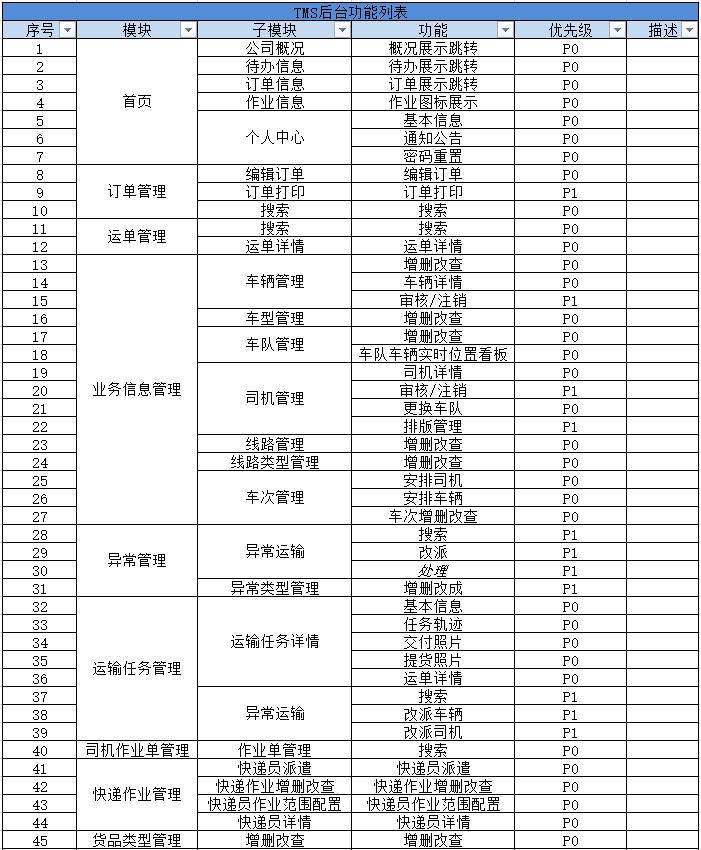 TMS后台功能列表
序号 模块 子模块 功能 优先级 描述
1 首页 公司概况 概况展示跳转 P0
2 待办信息 待办展示跳转 P0
3 订单信息 订单展示跳转 P0
4 作业信息 作业图标展示 P0
5 个人中心 基本信息 P0
6 通知公告 P0
7 密码重置 P0
8 订单管理 编辑订单 编辑订单 P0
9 订单打印 订单打印 P1
10 搜索 搜索 P0
11 运单管理 搜索 搜索 P0
12 运单详情 运单详情 P0
13 业务信息管理 车辆管理 增删改查 P0
14 车辆详情 P0
15 审核/注销 P1
16 车型管理 增删改查 P0
17 车队管理 增删改查 P0
18 车队车辆实时位置看板 P0
19 司机管理 司机详情 P0
20 审核/注销 P1
21 更换车队 P0
22 排版管理 P1
23 线路管理 增删改查 P0
24 线路类型管理 增删改查 P0
25 车次管理 安排司机 P0
26 安排车辆 P0
27 车次增删改查 P0
28 异常管理 异常运输 搜索 P1
29 改派 P1
30 处理 P1
31 异常类型管理 增删改成 P1
32 运输任务管理 运输任务详情 基本信息 P0
33 任务轨迹 P0
34 交付照片 P0
35 提货照片 P0
36 运单详情 P0
37 异常运输 搜索 P1
38 改派车辆 P1
39 改派司机 P1
40 司机作业单管理 作业单管理 搜索 P0
41 快递作业管理 快递员派遣 快递员派遣 P0
42 快递作业增删改查 快递作业增删改查 P0
43 快递员作业范围配置 快递员作业范围配置 P0
44 快递员详情 快递员详情 P0
45 货品类型管理 增删改查 增删改查 P0